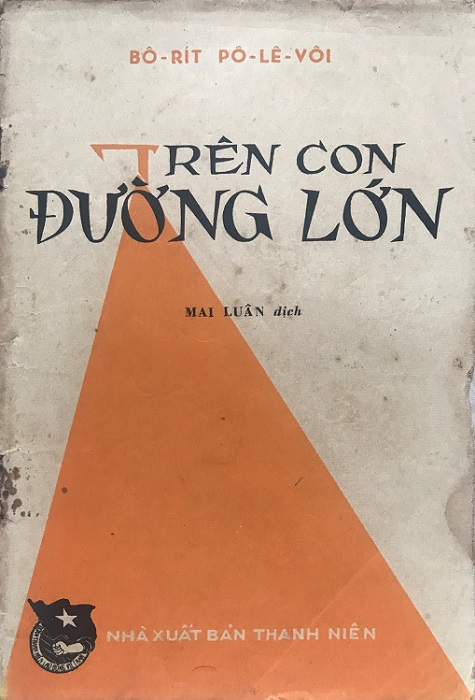 BÔ-RÍT PÔ-LÊ-VÔI
TRÊN CON
ĐƯỜNG LỚN
MAI LUÂN dịch
NHÀ XUẤT BẢN THANH NIÊN